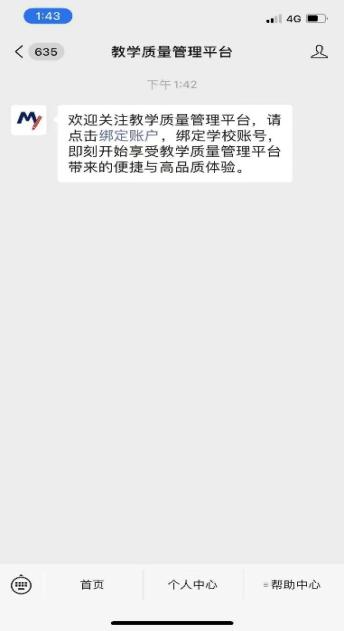 1:43
4G
635
教学质量管理平台
下午1:42
My
欢迎关注教学质量管理平台，请
点击绑定账户，绑定学校账号，
即刻开始享受教学质量管理平台
带来的便捷与高品质体验。
首页
个人中心
帮助中心